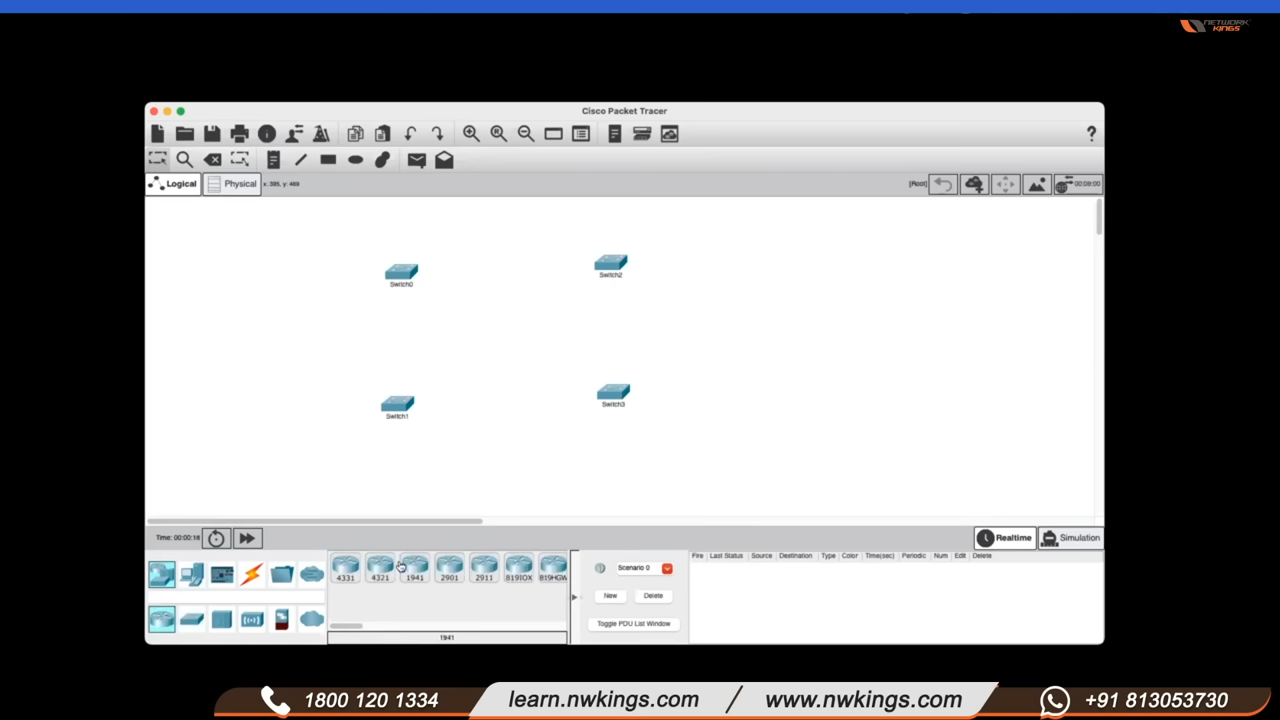 NETWORK
KINGS
Cisco Packet Tracer
?
Logical
Physical
x: 395, y: 469
[Root]
00:08:00
Switch0
Switch2
Switch1
Switch3
Time: 00:00:16
Realtime
Simulation
4331
4321
1941
2901
2911
819IOX
819HGW
1941
Scenario 0
New
Delete
Toggle PDU List Window
Fire Last Status Source Destination Type Color Time(sec) Periodic Num Edit Delete
1800 120 1334
learn.nwkings.com / www.nwkings.com
+91 813053730